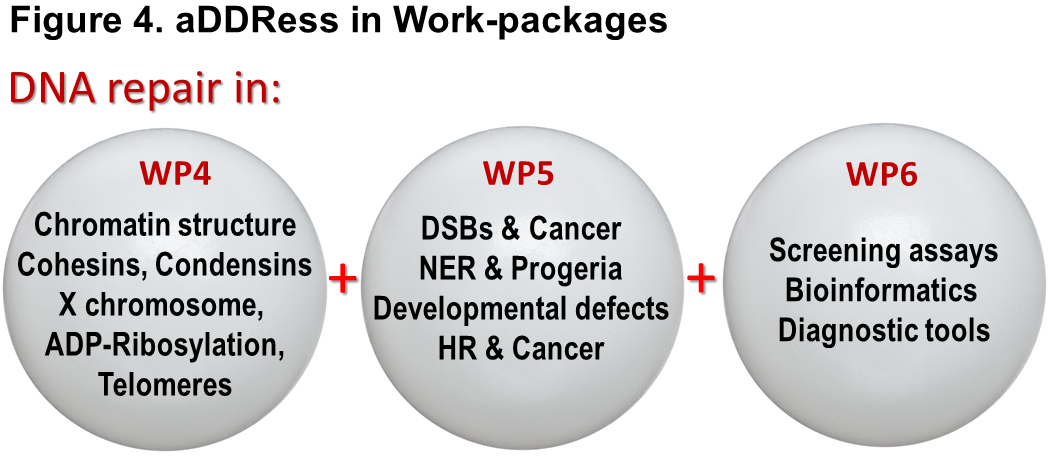 Figure 4. aDDRess in Work-packages
DNA repair in:
WP4
Chromatin structure
Cohesins, Condensins
X chromosome,
ADP-Ribosylation,
Telomeres
+
WP5
DSBs & Cancer
NER & Progeria
Developmental defects
HR & Cancer
+
WP6
Screening assays
Bioinformatics
Diagnostic tools